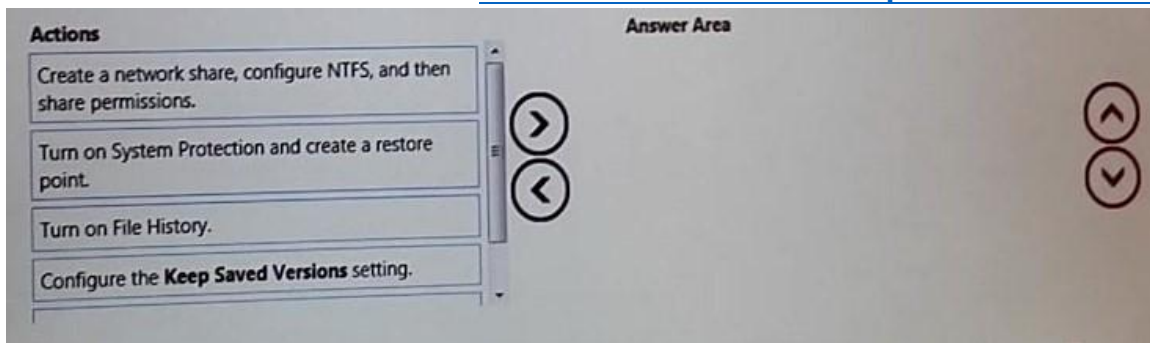 Actions
Answer Area
Create a network share, configure NTFS, and then
share permissions.
Turn on System Protection and create a restore
point.
Turn on File History.
Configure the Keep Saved Versions setting.